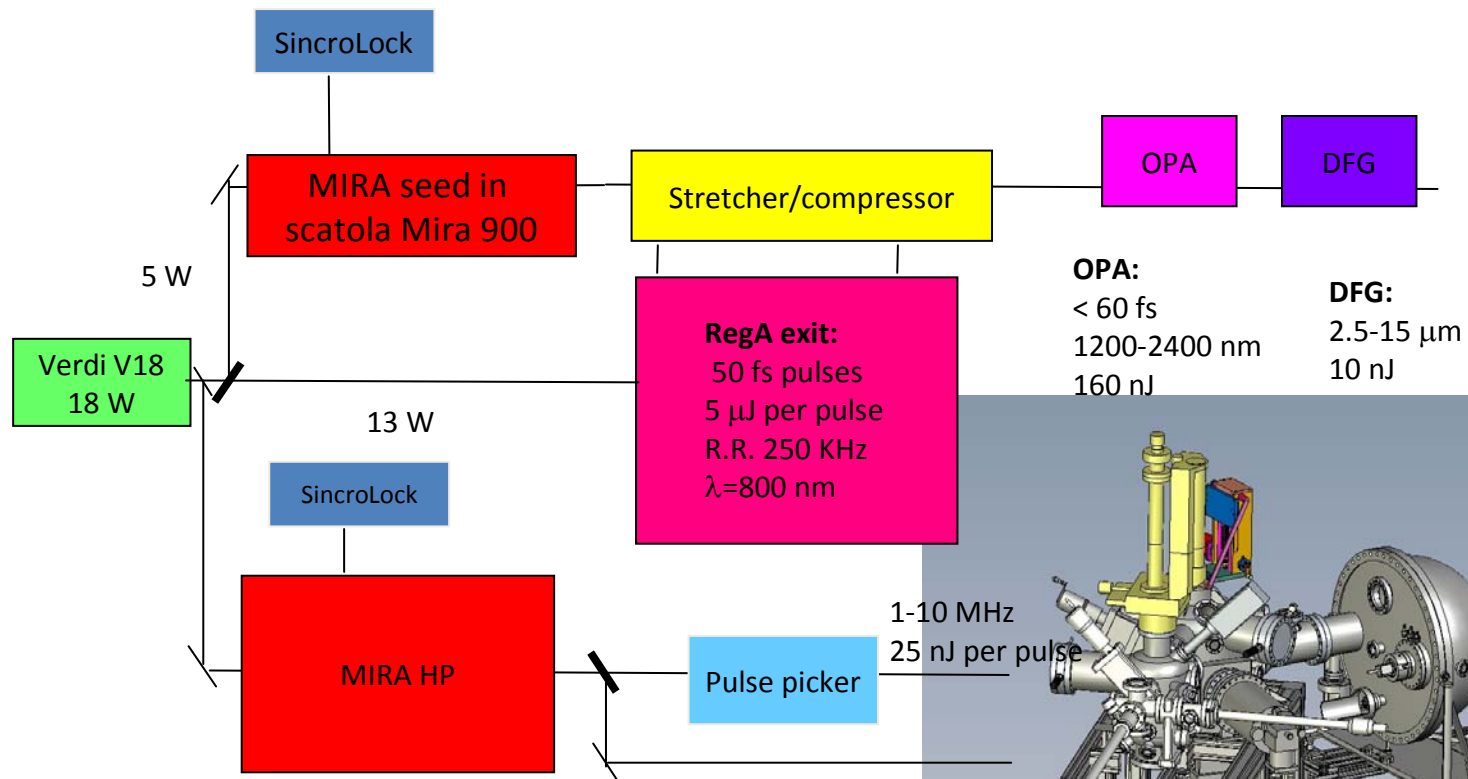 SincroLock
MIRA seed in
scatola Mira 900
Stretcher/compressor
OPA
DFG
5 W
OPA:
< 60 fs
1200-2400 nm
160 nJ
DFG:
2.5-15 μm
10 nJ
Verdi V18
18 W
13 W
RegA exit:
50 fs pulses
5 μJ per pulse
R.R. 250 KHz
λ=800 nm
SincroLock
MIRA HP
Pulse picker
1-10 MHz
25 nJ per pulse